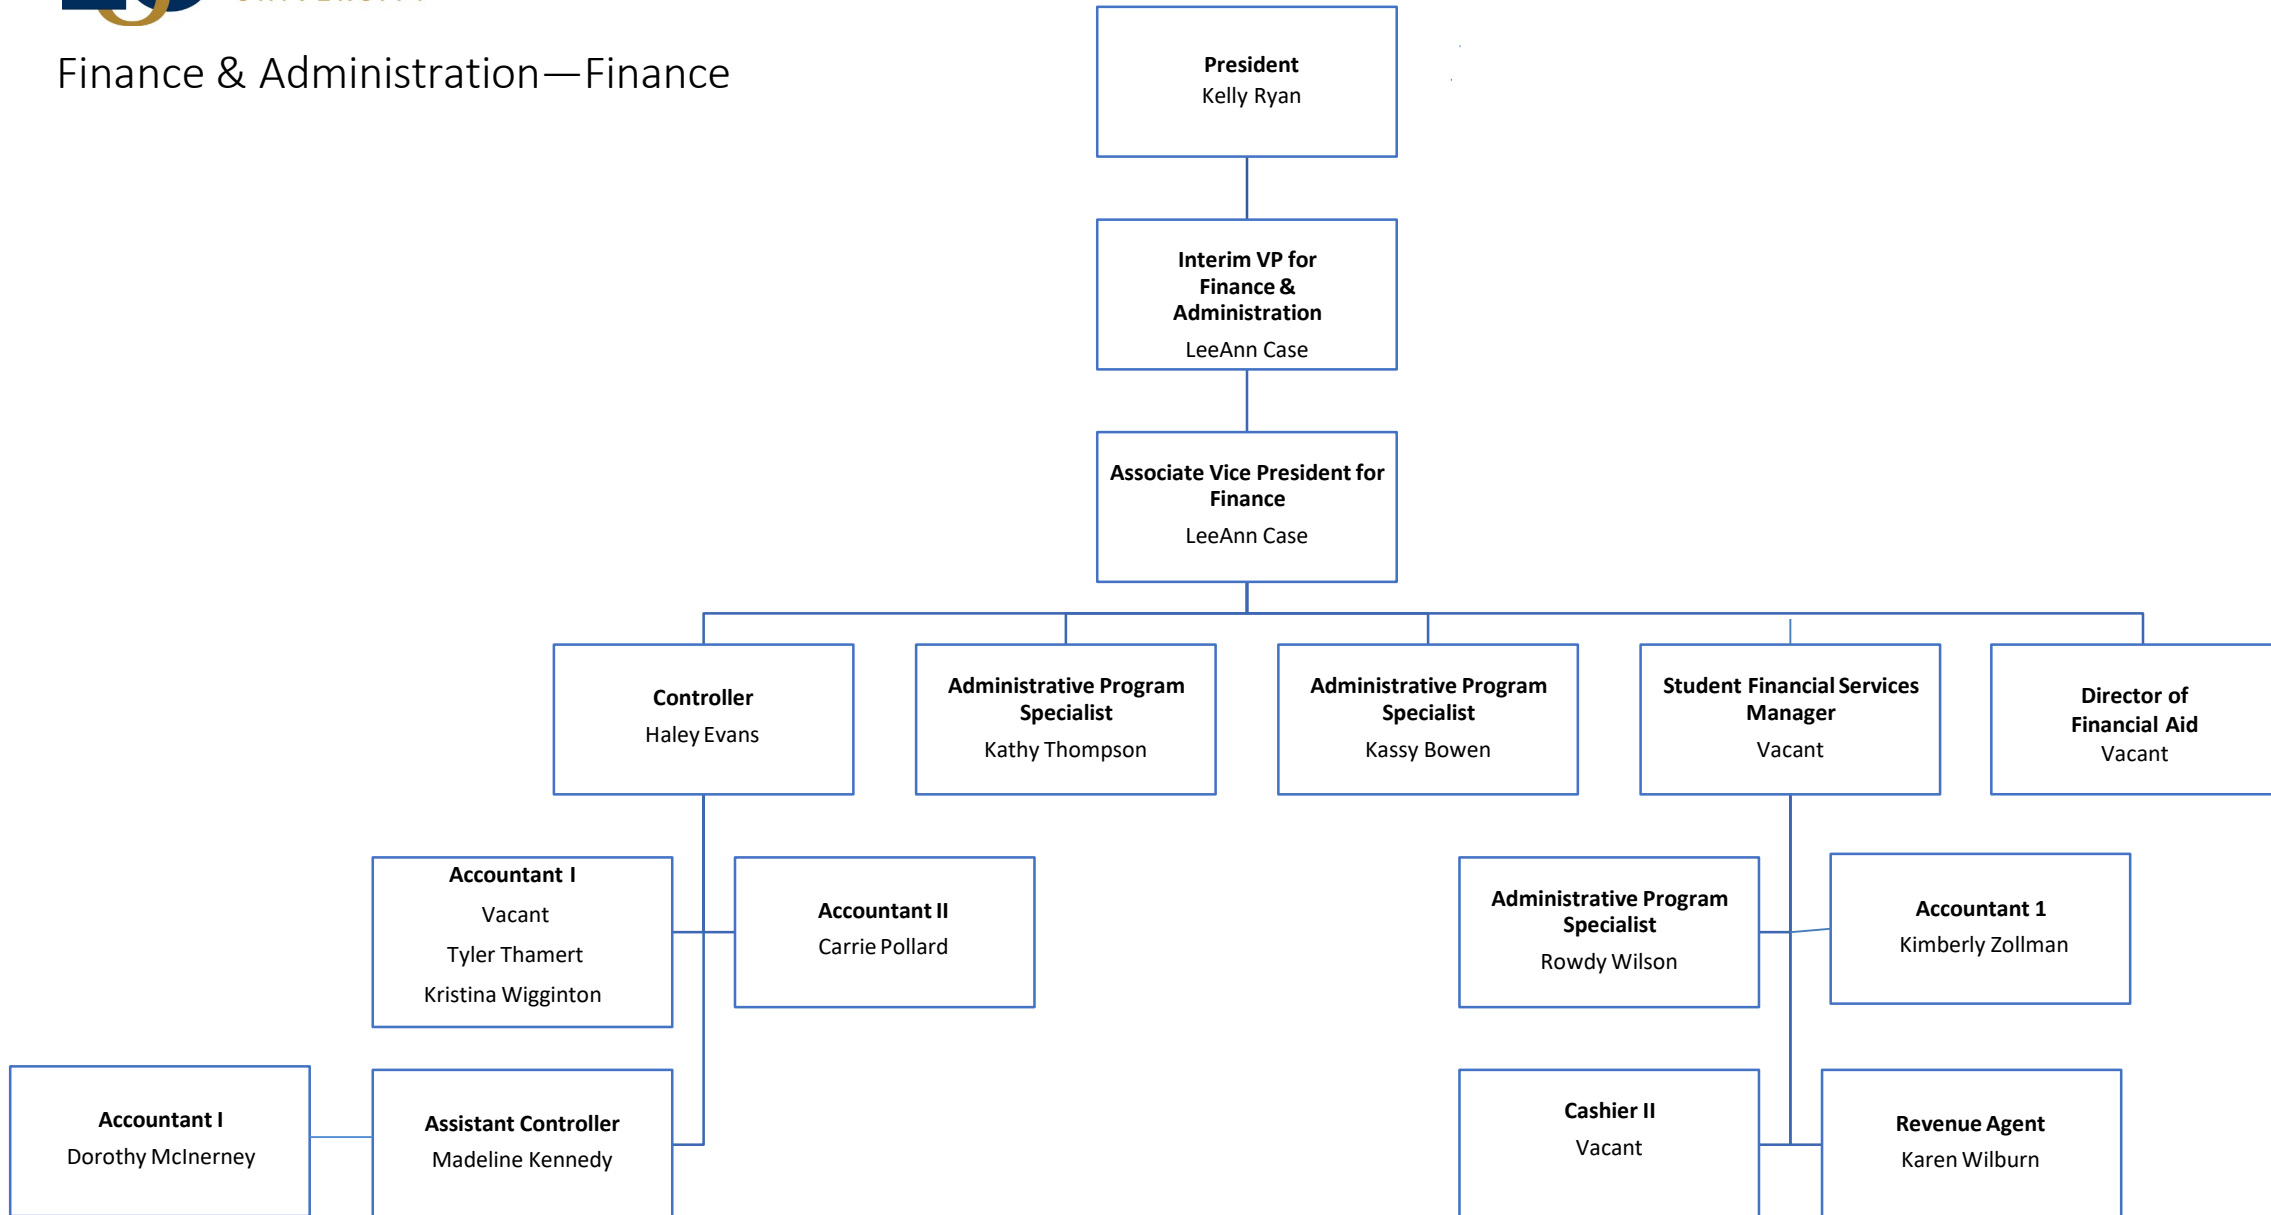 Finance & Administration—Finance
President
Kelly Ryan
Interim VP for
Finance &
Administration
LeeAnn Case
Associate Vice President for
Finance
LeeAnn Case
Controller
Haley Evans
Administrative Program
Specialist
Kathy Thompson
Administrative Program
Specialist
Kassy Bowen
Student Financial Services
Manager
Vacant
Director of
Financial Aid
Vacant
Accountant I
Vacant
Tyler Thamert
Kristina Wigginton
Accountant II
Carrie Pollard
Administrative Program
Specialist
Rowdy Wilson
Accountant 1
Kimberly Zollman
Accountant I
Dorothy McInerney
Assistant Controller
Madeline Kennedy
Cashier II
Vacant
Revenue Agent
Karen Wilburn